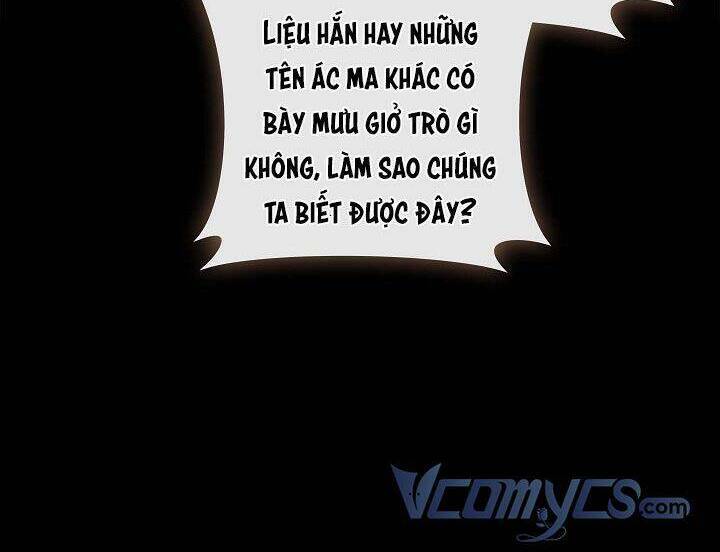 LIỆU HẮN HAY NHỮNG
TÊN ÁC MA KHÁC CÓ
BÀY MƯU GIỞ TRÒ GÌ
KHÔNG, LÀM SAO CHÚNG
TA BIẾT ĐƯỢC ĐÂY?
VCOMYCS.com